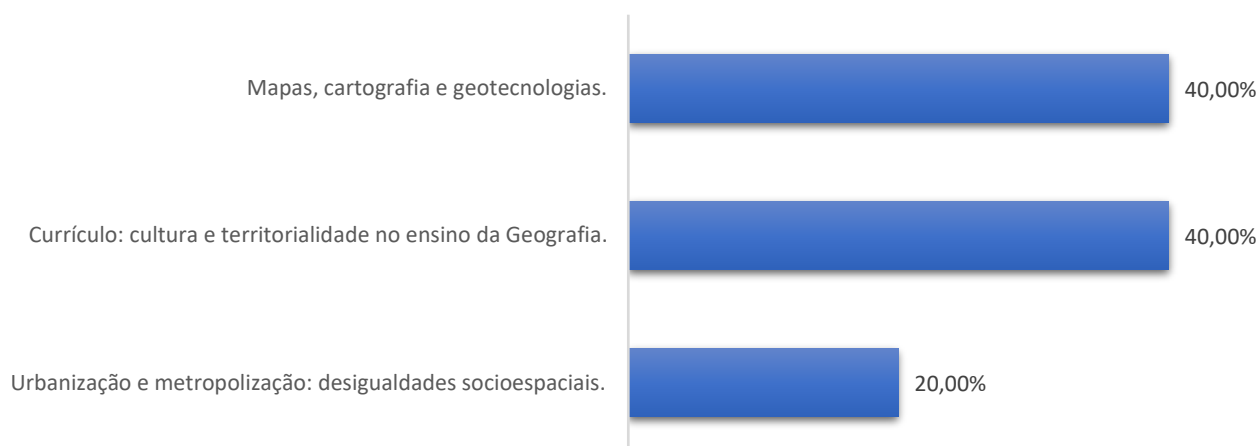 Mapas, cartografia e geotecnologias. 40,00%
Currículo: cultura e territorialidade no ensino da Geografia. 40,00%
Urbanização e metropolização: desigualdades socioespaciais. 20,00%